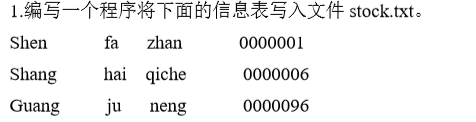 1.编写一个程序将下面的信息表写入文件 stock.txt。
Shen fa zhan 0000001
Shang hai qiche 0000006
Guang ju neng 0000096